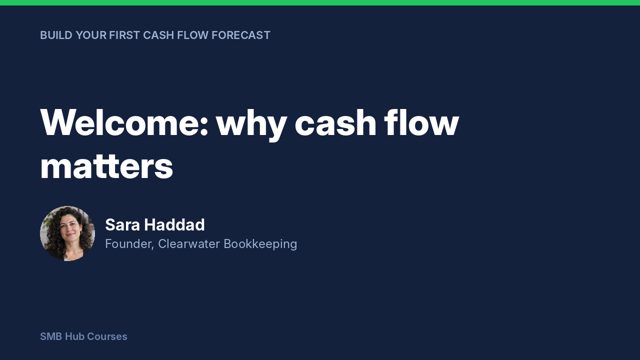 BUILD YOUR FIRST CASH FLOW FORECAST
Welcome: why cash flow
matters
Sara Haddad
Founder, Clearwater Bookkeeping
SMB Hub Courses